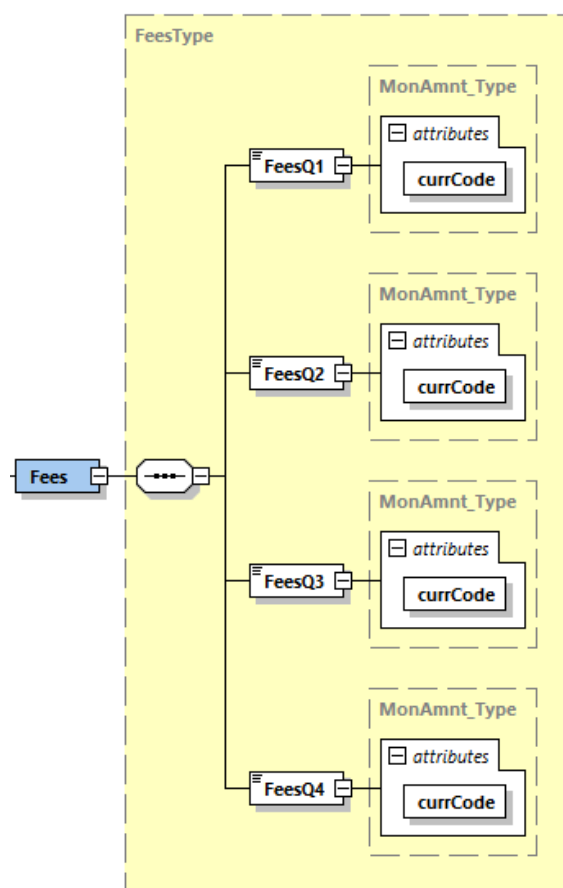 FeesType
MonAmnt_Type
attributes
FeesQ1
currCode
MonAmnt_Type
attributes
FeesQ2
currCode
Fees
MonAmnt_Type
attributes
FeesQ3
currCode
MonAmnt_Type
attributes
FeesQ4
currCode